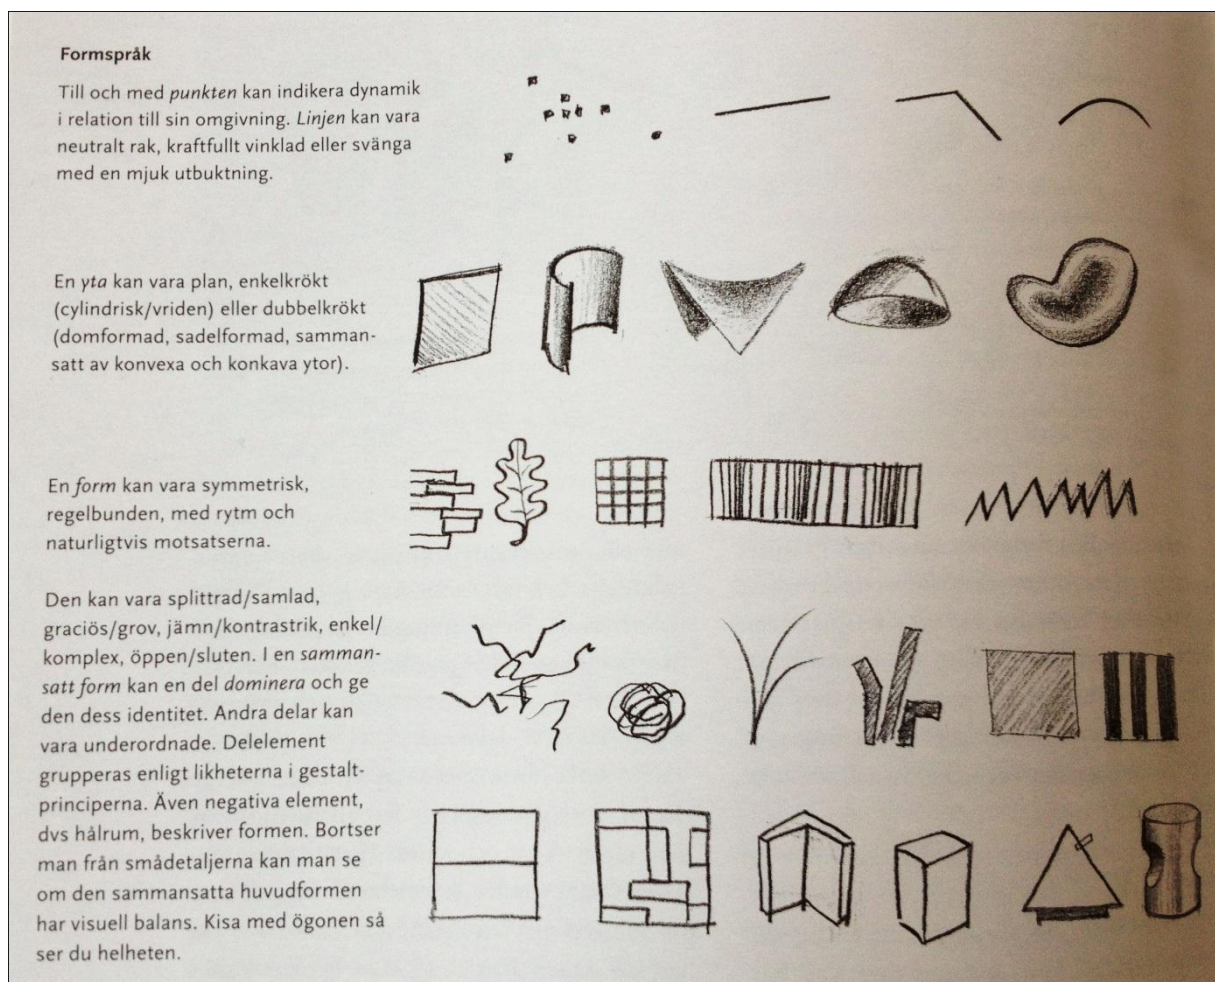 Formspråk
Till och med punkten kan indikera dynamik
i relation till sin omgivning. Linjen kan vara
neutralt rak, kraftfullt vinklad eller svänga
med en mjuk utbuktning.
En yta kan vara plan, enkelkrökt
(cylindrisk/vriden) eller dubbelkrökt
(domformad, sadelformad, samman-
satt av konvexa och konkava ytor).
En form kan vara symmetrisk,
regelbunden, med rytm och
naturligtvis motsatserna.
Den kan vara splittrad/samlad,
graciös/grov, jämn/kontrastrik, enkel/
komplex, öppen/sluten. I en samman-
satt form kan en del dominera och ge
den dess identitet. Andra delar kan
vara underordnade. Delelement
grupperas enligt likheterna i gestalt-
principerna. Även negativa element,
dvs hålrum, beskriver formen. Bortser
man från smådetaljerna kan man se
om den sammansatta huvudformen
har visuell balans. Kisa med ögonen så
ser du helheten.